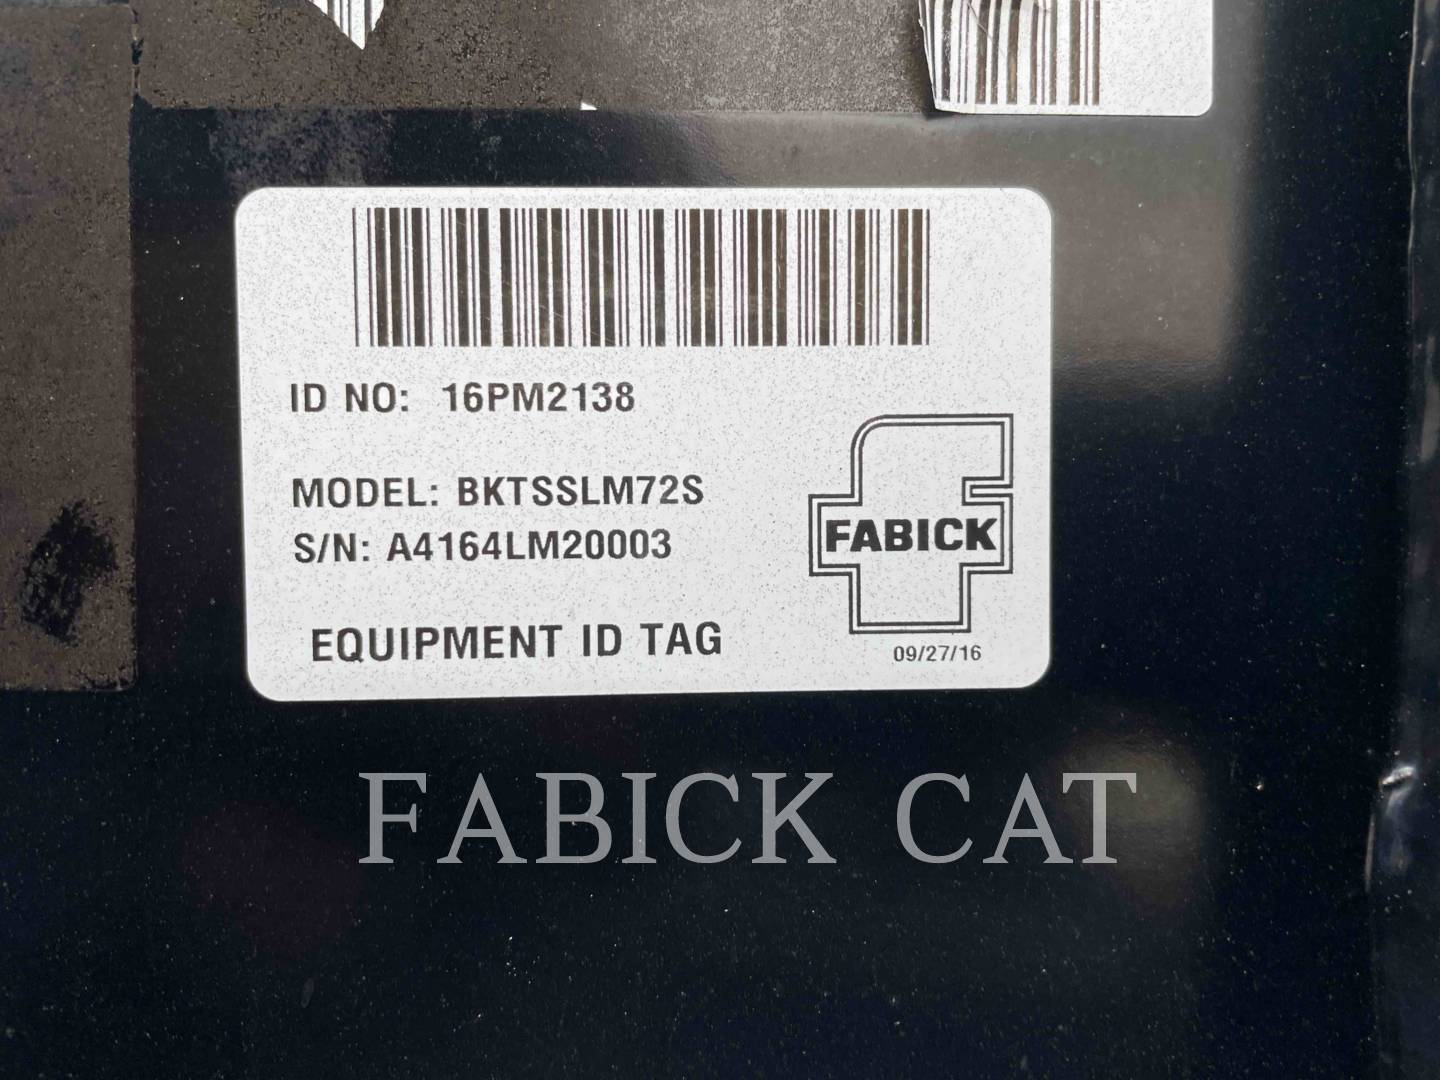 ID NO: 16PM2138
MODEL: BKTSSLM72S
S/N: A4164LM20003
FABICK
EQUIPMENT ID TAG
09/27/16
FABICK CAT